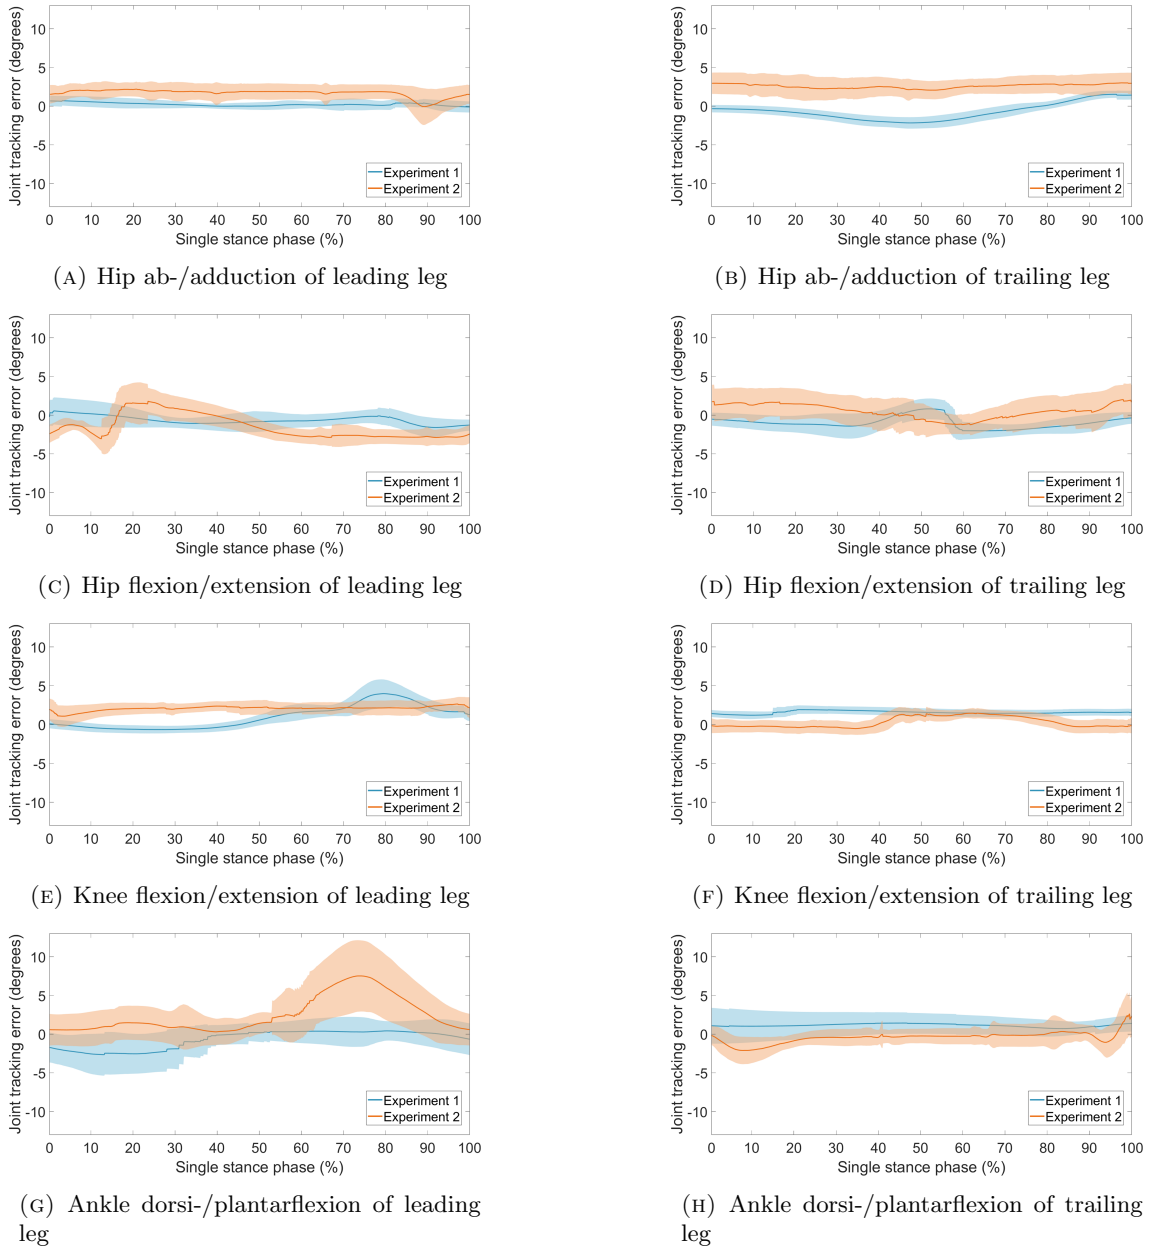 Joint tracking error (degrees)
10
5
0
-5
-10
Experiment 1
Experiment 2
0 10 20 30 40 50 60 70 80 90 100
Single stance phase (%)
(A) Hip ab-/adduction of leading leg
Joint tracking error (degrees)
10
5
0
-5
-10
Experiment 1
Experiment 2
0 10 20 30 40 50 60 70 80 90 100
Single stance phase (%)
(B) Hip ab-/adduction of trailing leg
Joint tracking error (degrees)
10
5
0
-5
-10
Experiment 1
Experiment 2
0 10 20 30 40 50 60 70 80 90 100
Single stance phase (%)
(C) Hip flexion/extension of leading leg
Joint tracking error (degrees)
10
5
0
-5
-10
Experiment 1
Experiment 2
0 10 20 30 40 50 60 70 80 90 100
Single stance phase (%)
(D) Hip flexion/extension of trailing leg
Joint tracking error (degrees)
10
5
0
-5
-10
Experiment 1
Experiment 2
0 10 20 30 40 50 60 70 80 90 100
Single stance phase (%)
(E) Knee flexion/extension of leading leg
Joint tracking error (degrees)
10
5
0
-5
-10
Experiment 1
Experiment 2
0 10 20 30 40 50 60 70 80 90 100
Single stance phase (%)
(F) Knee flexion/extension of trailing leg
Joint tracking error (degrees)
10
5
0
-5
-10
Experiment 1
Experiment 2
0 10 20 30 40 50 60 70 80 90 100
Single stance phase (%)
(G) Ankle dorsi-/plantarflexion of leading
leg
Joint tracking error (degrees)
10
5
0
-5
-10
Experiment 1
Experiment 2
0 10 20 30 40 50 60 70 80 90 100
Single stance phase (%)
(H) Ankle dorsi-/plantarflexion of trailing
leg